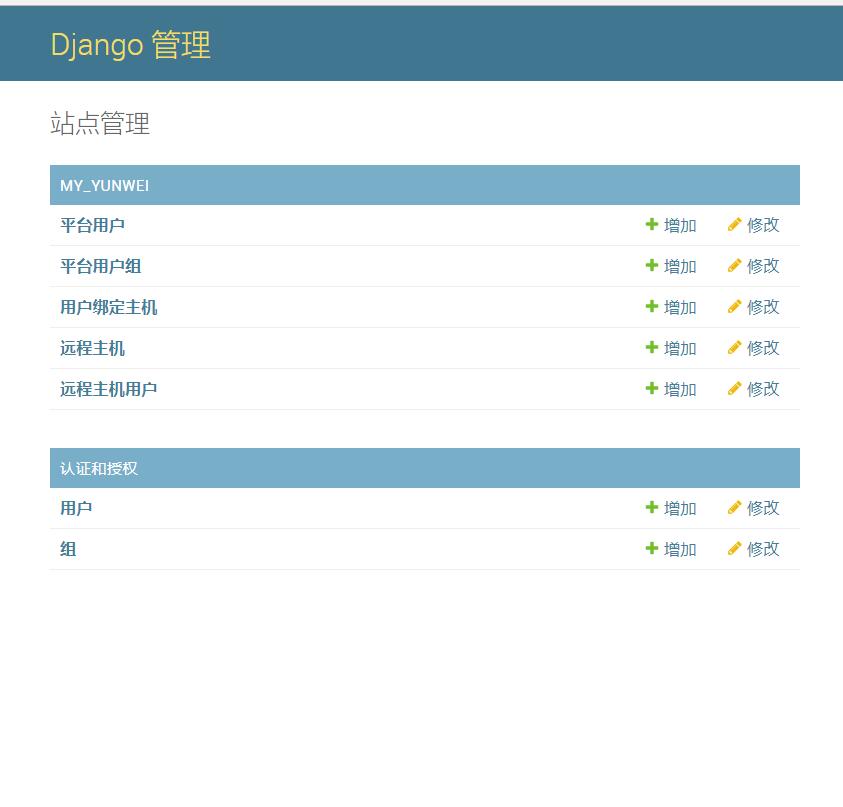 Django 管理
站点管理
MY_YUNWEI
平台用户 增加 修改
平台用户组 增加 修改
用户绑定主机 增加 修改
远程主机 增加 修改
远程主机用户 增加 修改
认证和授权
用户 增加 修改
组 增加 修改